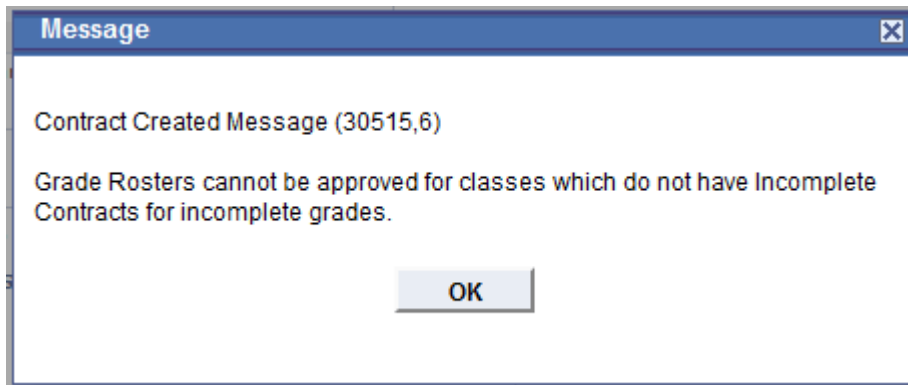 Message
Contract Created Message (30515,6)
Grade Rosters cannot be approved for classes which do not have Incomplete
Contracts for incomplete grades.
OK